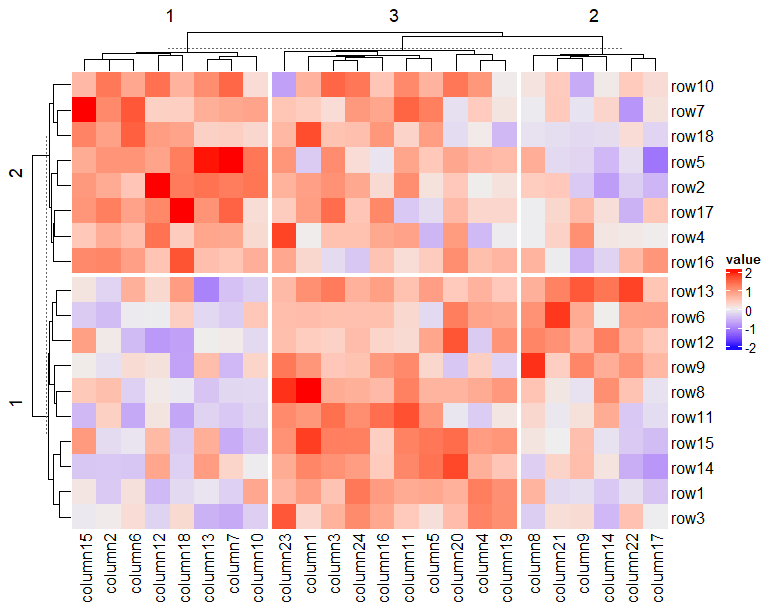 1 3 2
2
1
row10
row7
row18
row5
row2
row17
row4
row16
row13
row6
row12
row9
row8
row11
row15
row14
row1
row3
value
2
1
0
-1
-2
column15
column2
column6
column12
column18
column13
column7
column10
column23
column1
column3
column24
column16
column11
column5
column20
column4
column19
column8
column21
column9
column14
column22
column17